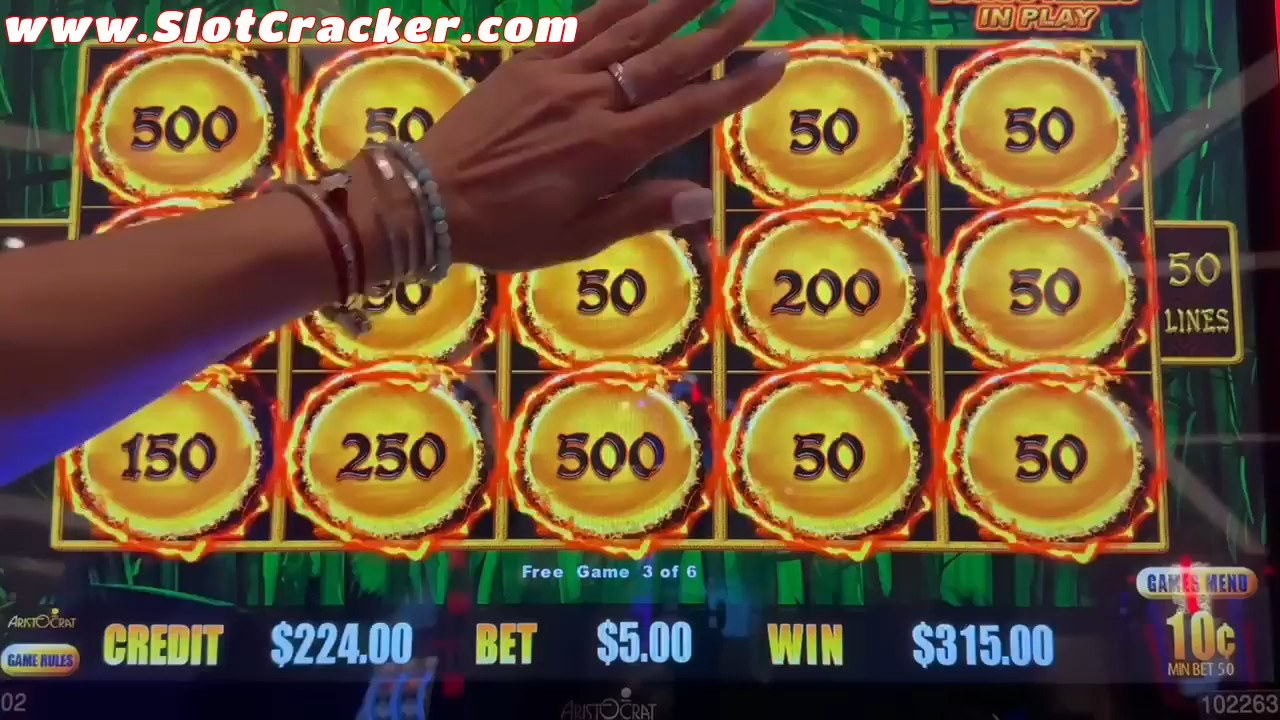 www.SlotCracker.com
IN PLAY
500 50 50 50
50 200 50
50
LINES
150 250 500 50 50
Free Game 3 of 6
GAMES MENU
ARISTOCRAT
CREDIT $224.00 BET $5.00 WIN $315.00
10¢
MIN BET 50
GAME RULES
02
ARISTOCRAT
102263